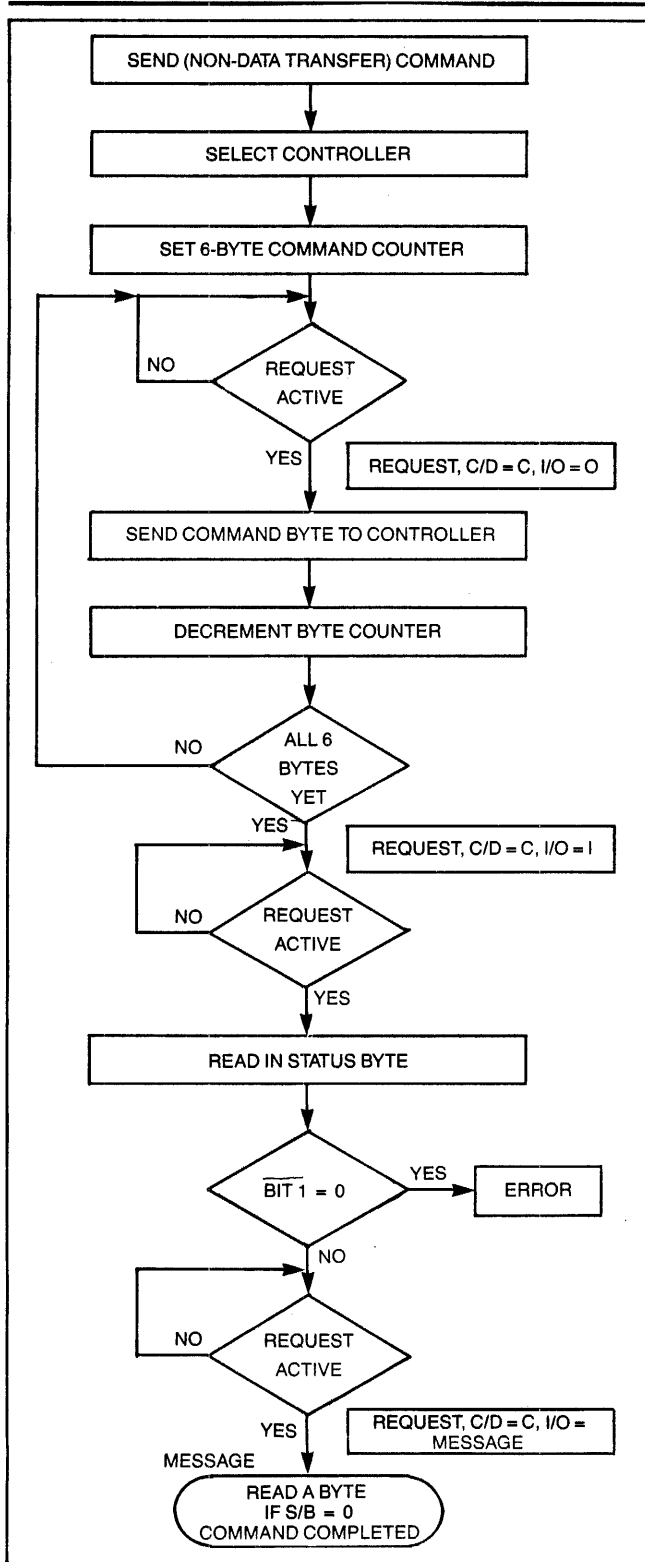 SEND (NON-DATA TRANSFER) COMMAND
SELECT CONTROLLER
SET 6-BYTE COMMAND COUNTER
NO
REQUEST
ACTIVE
YES
REQUEST, C/D = C, I/O = O
SEND COMMAND BYTE TO CONTROLLER
DECREMENT BYTE COUNTER
NO
ALL 6
BYTES
YET
YES
REQUEST, C/D = C, I/O = I
NO
REQUEST
ACTIVE
YES
READ IN STATUS BYTE
BIT 1 = 0
YES
ERROR
NO
NO
REQUEST
ACTIVE
YES
REQUEST, C/D = C, I/O =
MESSAGE
MESSAGE
READ A BYTE
IF S/B = 0
COMMAND COMPLETED